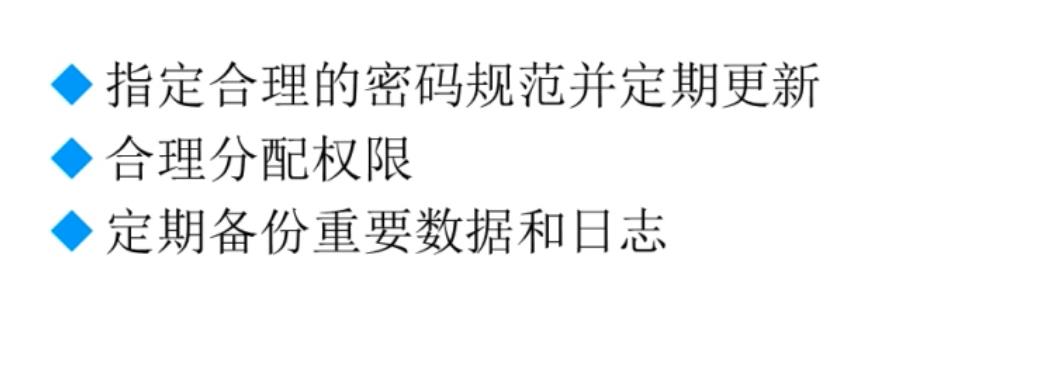 指定合理的密码规范并定期更新
合理分配权限
定期备份重要数据和日志